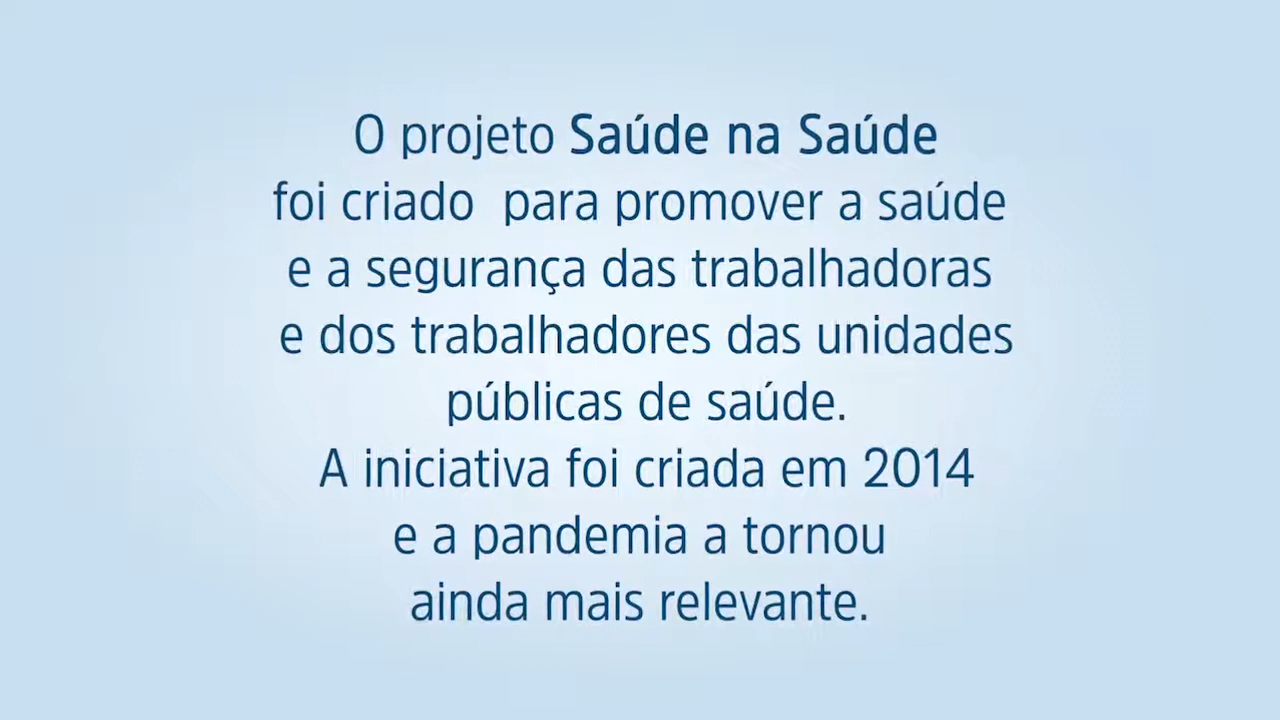 O projeto Saúde na Saúde
foi criado para promover a saúde
e a segurança das trabalhadoras
e dos trabalhadores das unidades
públicas de saúde.
A iniciativa foi criada em 2014
e a pandemia a tornou
ainda mais relevante.